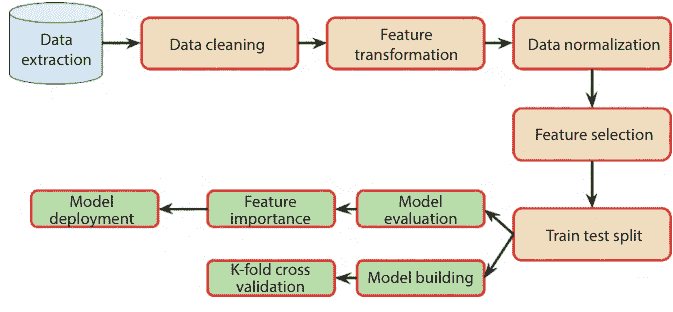 Data
extraction
Data cleaning
Feature
transformation
Data normalization
Feature selection
Train test split
Model
evaluation
Feature
importance
Model
deployment
Model building
K-fold cross
validation